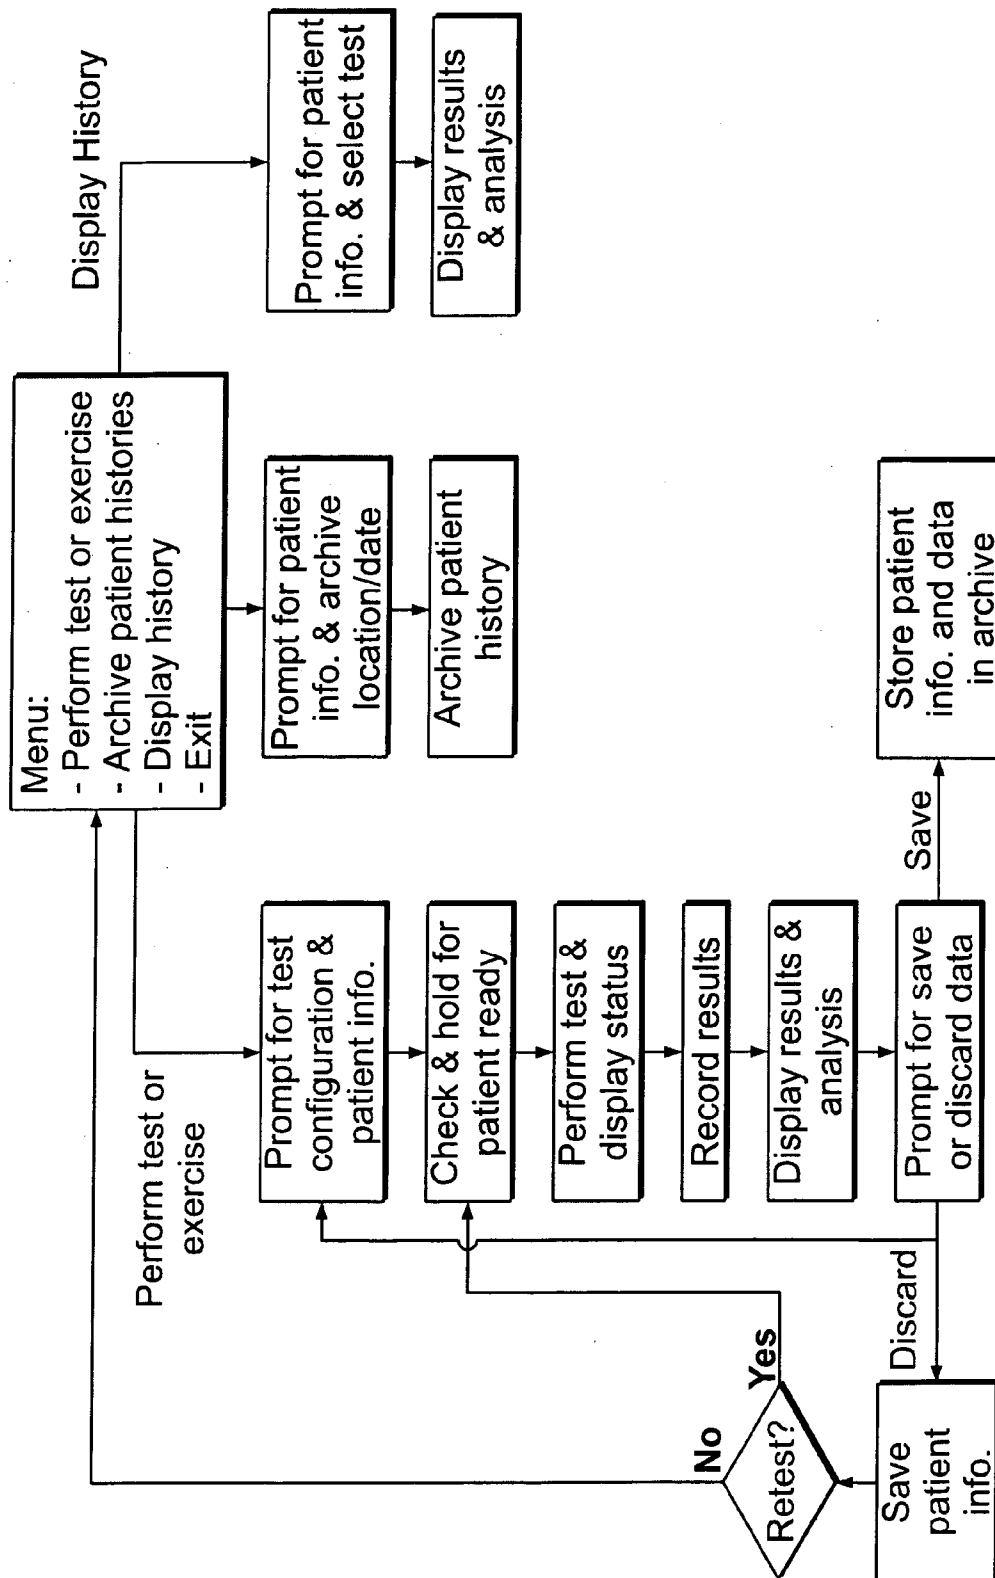 Menu:
- Perform test or exercise
- Archive patient histories
- Display history
- Exit
Display History
Perform test or
exercise
Prompt for patient
info. & select test
Display results
& analysis
Prompt for patient
info. & archive
location/date
Archive patient
history
Prompt for test
configuration &
patient info.
Check & hold for
patient ready
Perform test &
display status
Record results
Display results &
analysis
Prompt for save
or discard data
Save
Store patient
info. and data
in archive
Discard
Save
patient
info.
Retest?
Yes
No